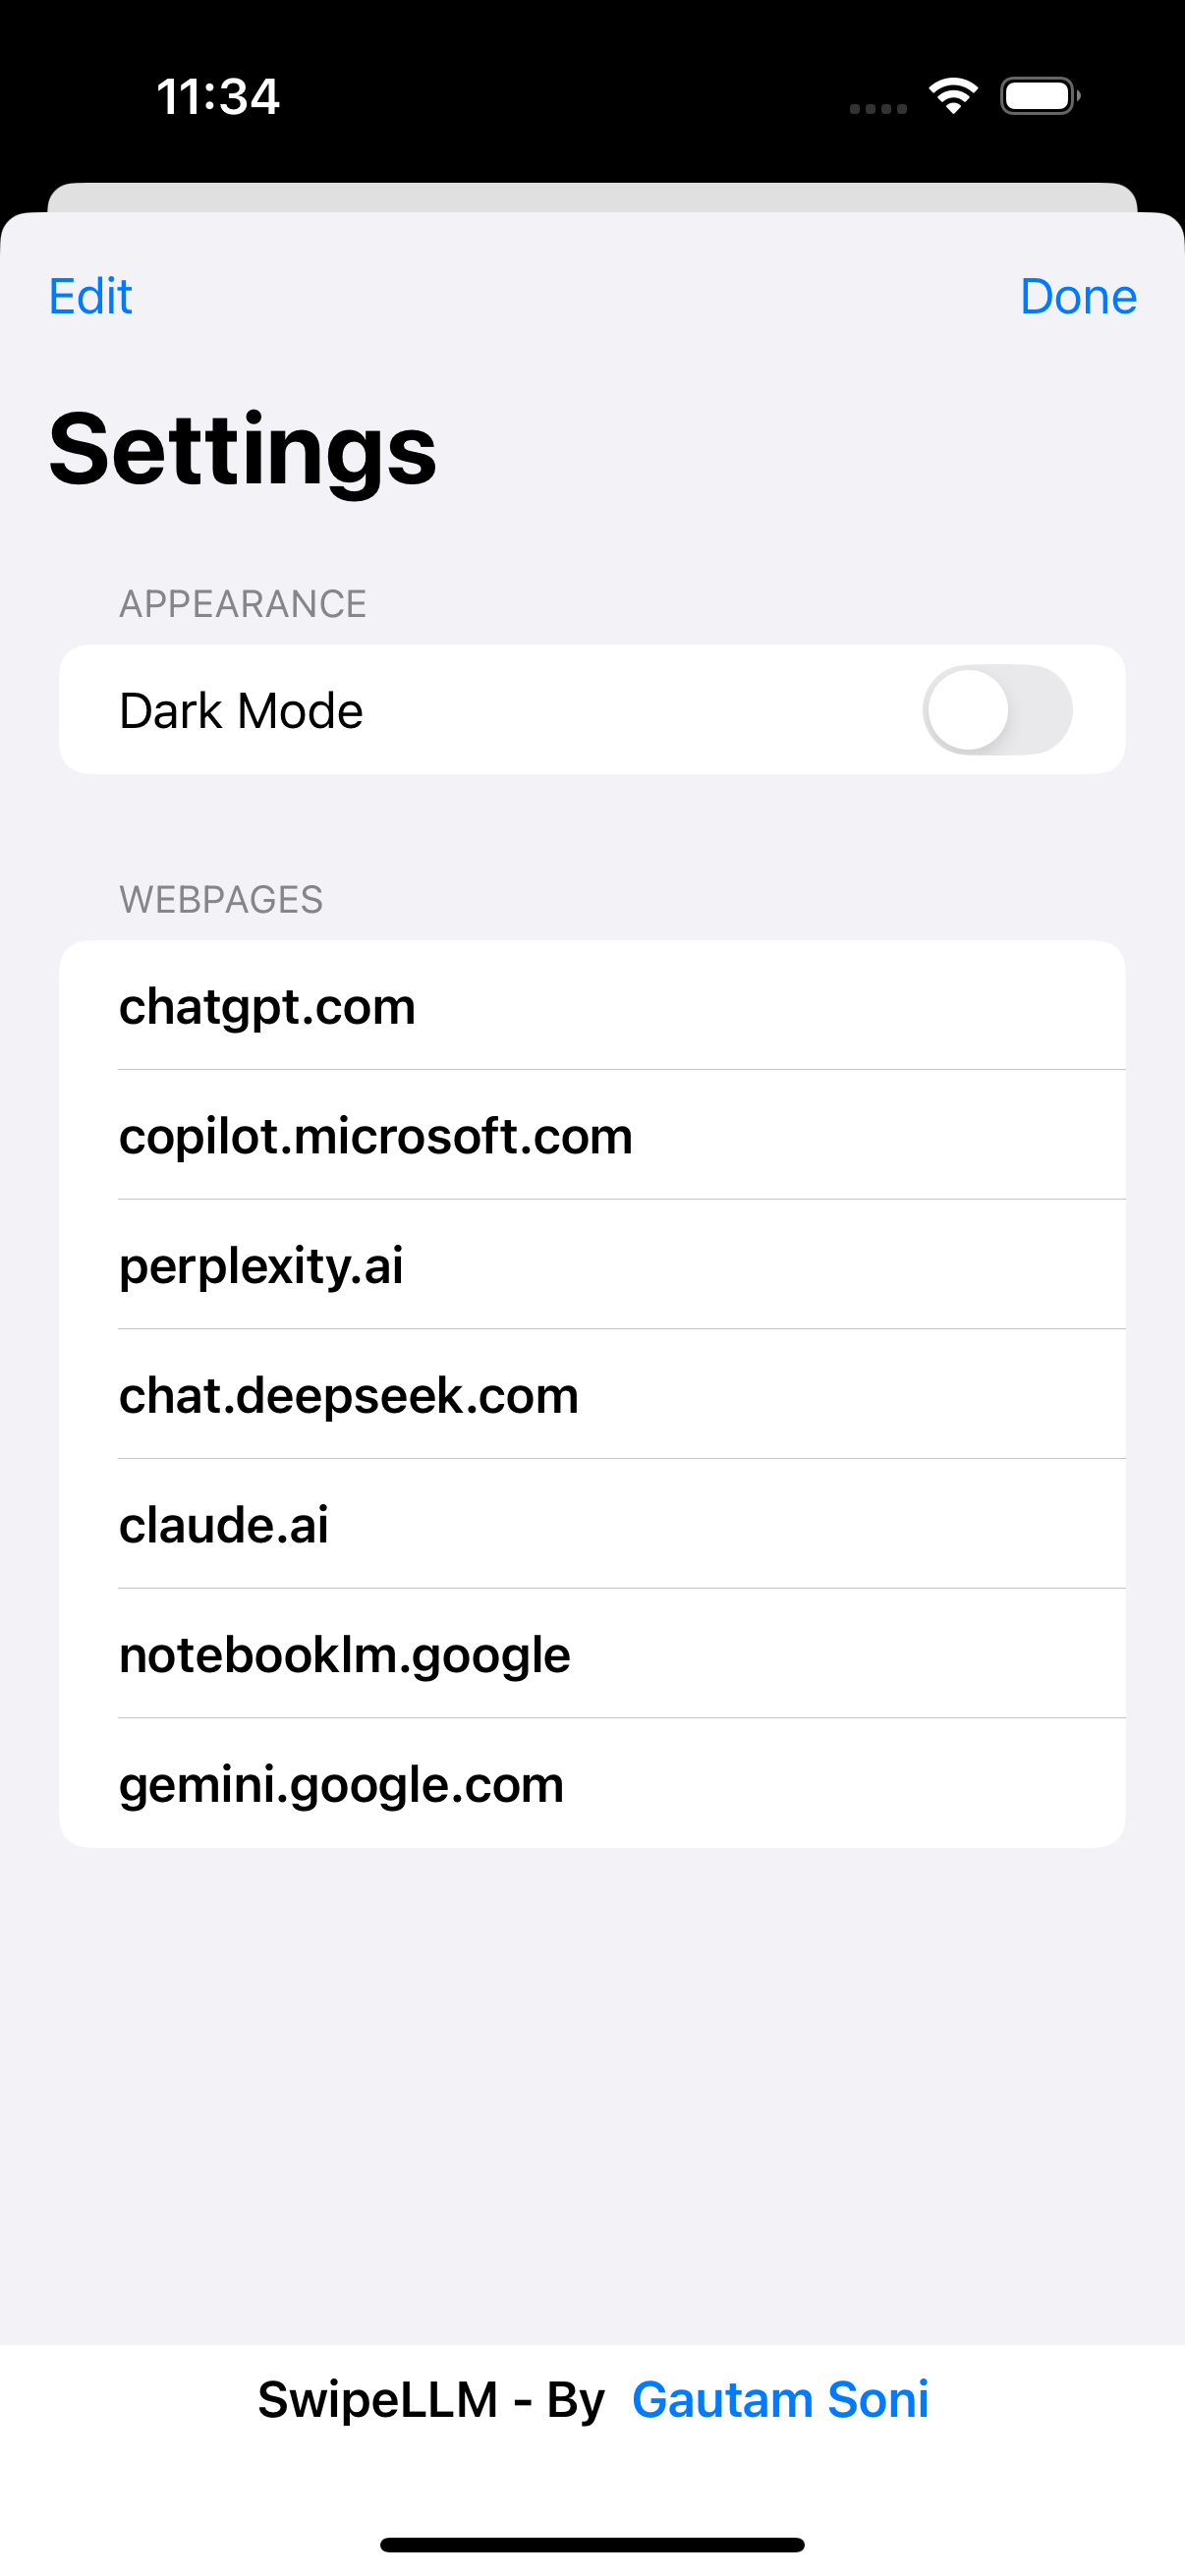 11:34
Edit Done
Settings
APPEARANCE
Dark Mode
WEBPAGES
chatgpt.com
copilot.microsoft.com
perplexity.ai
chat.deepseek.com
claude.ai
notebooklm.google
gemini.google.com
SwipeLLM - By Gautam Soni